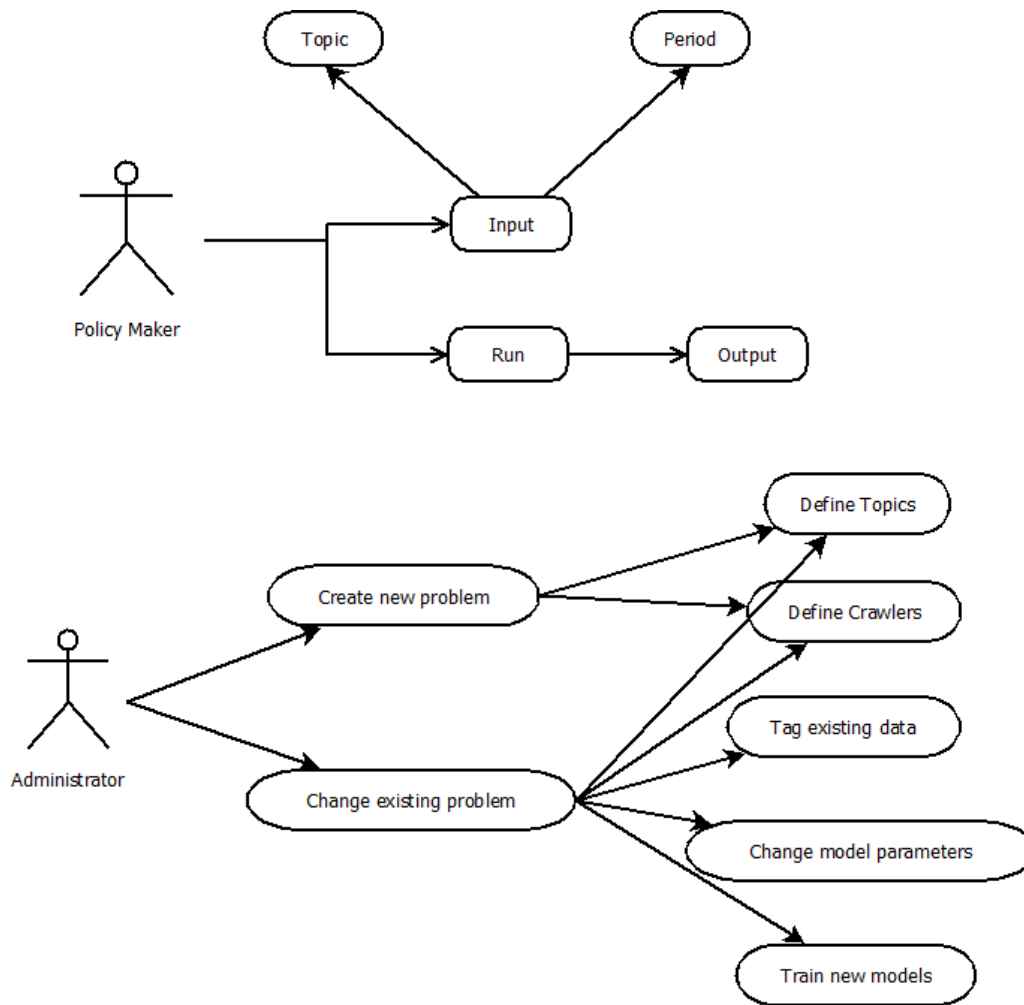 Topic
Period
Input
Policy Maker
Run
Output
Define Topics
Create new problem
Define Crawlers
Tag existing data
Administrator
Change existing problem
Change model parameters
Train new models